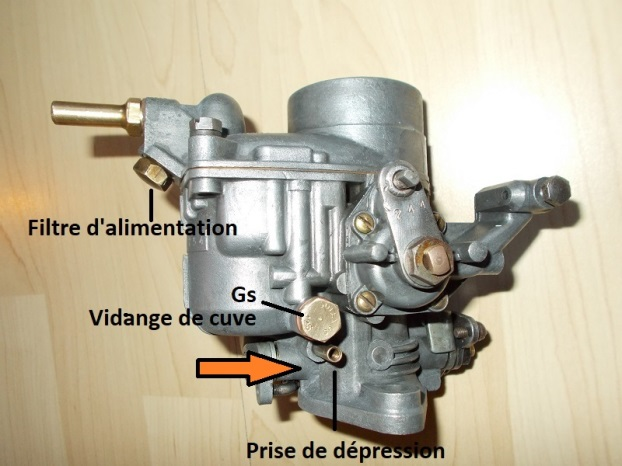 Filtre d'alimentation
Gs
Vidange de cuve
Prise de dépression